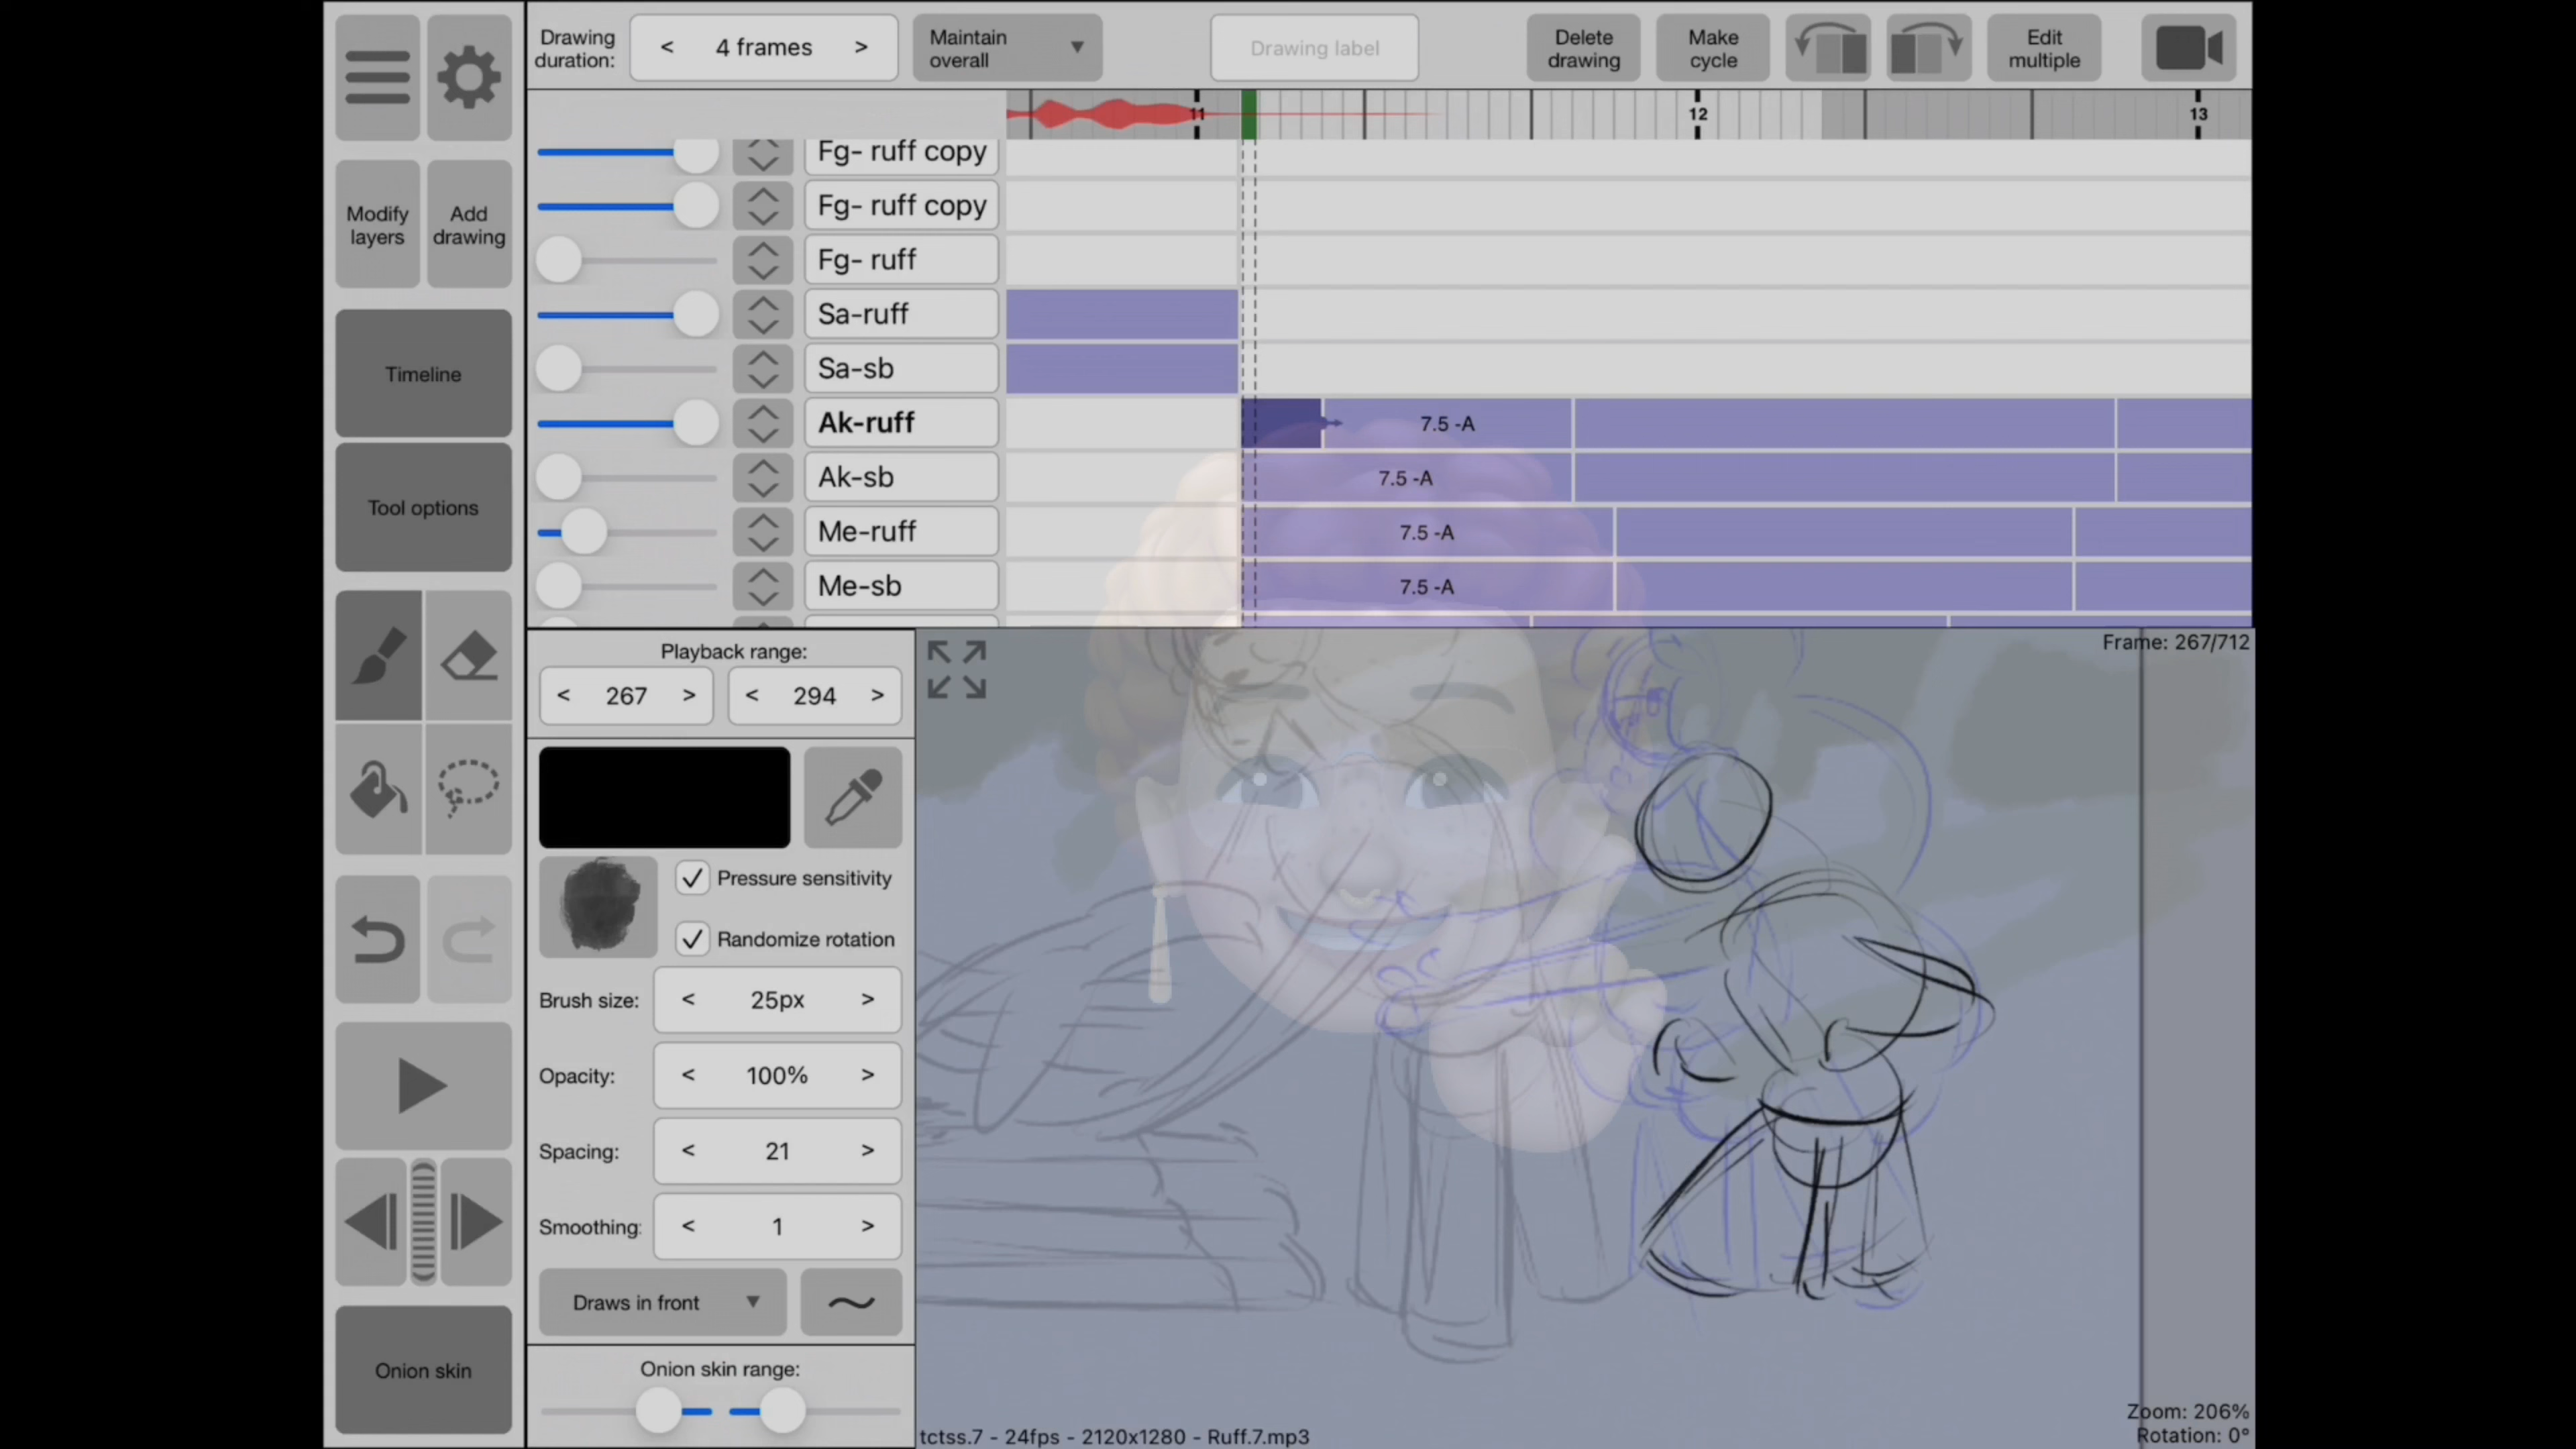 Drawing
duration:
< 4 frames >
Maintain
overall
Drawing label
Delete
drawing
Make
cycle
Edit
multiple
11
12
13
Modify
layers
Add
drawing
Timeline
Tool options
Onion skin
Fg- ruff copy
Fg- ruff copy
Fg- ruff
Sa-ruff
Sa-sb
Ak-ruff
7.5 -A
Ak-sb
7.5 -A
Me-ruff
7.5 -A
Me-sb
7.5 -A
Playback range:
< 267 >
< 294 >
Pressure sensitivity
Randomize rotation
Brush size:
< 25px >
Opacity:
< 100% >
Spacing:
< 21 >
Smoothing:
< 1 >
Draws in front
Onion skin range:
Frame: 267/712
Zoom: 206%
Rotation: 0°
tctss.7 - 24fps - 2120x1280 - Ruff.7.mp3